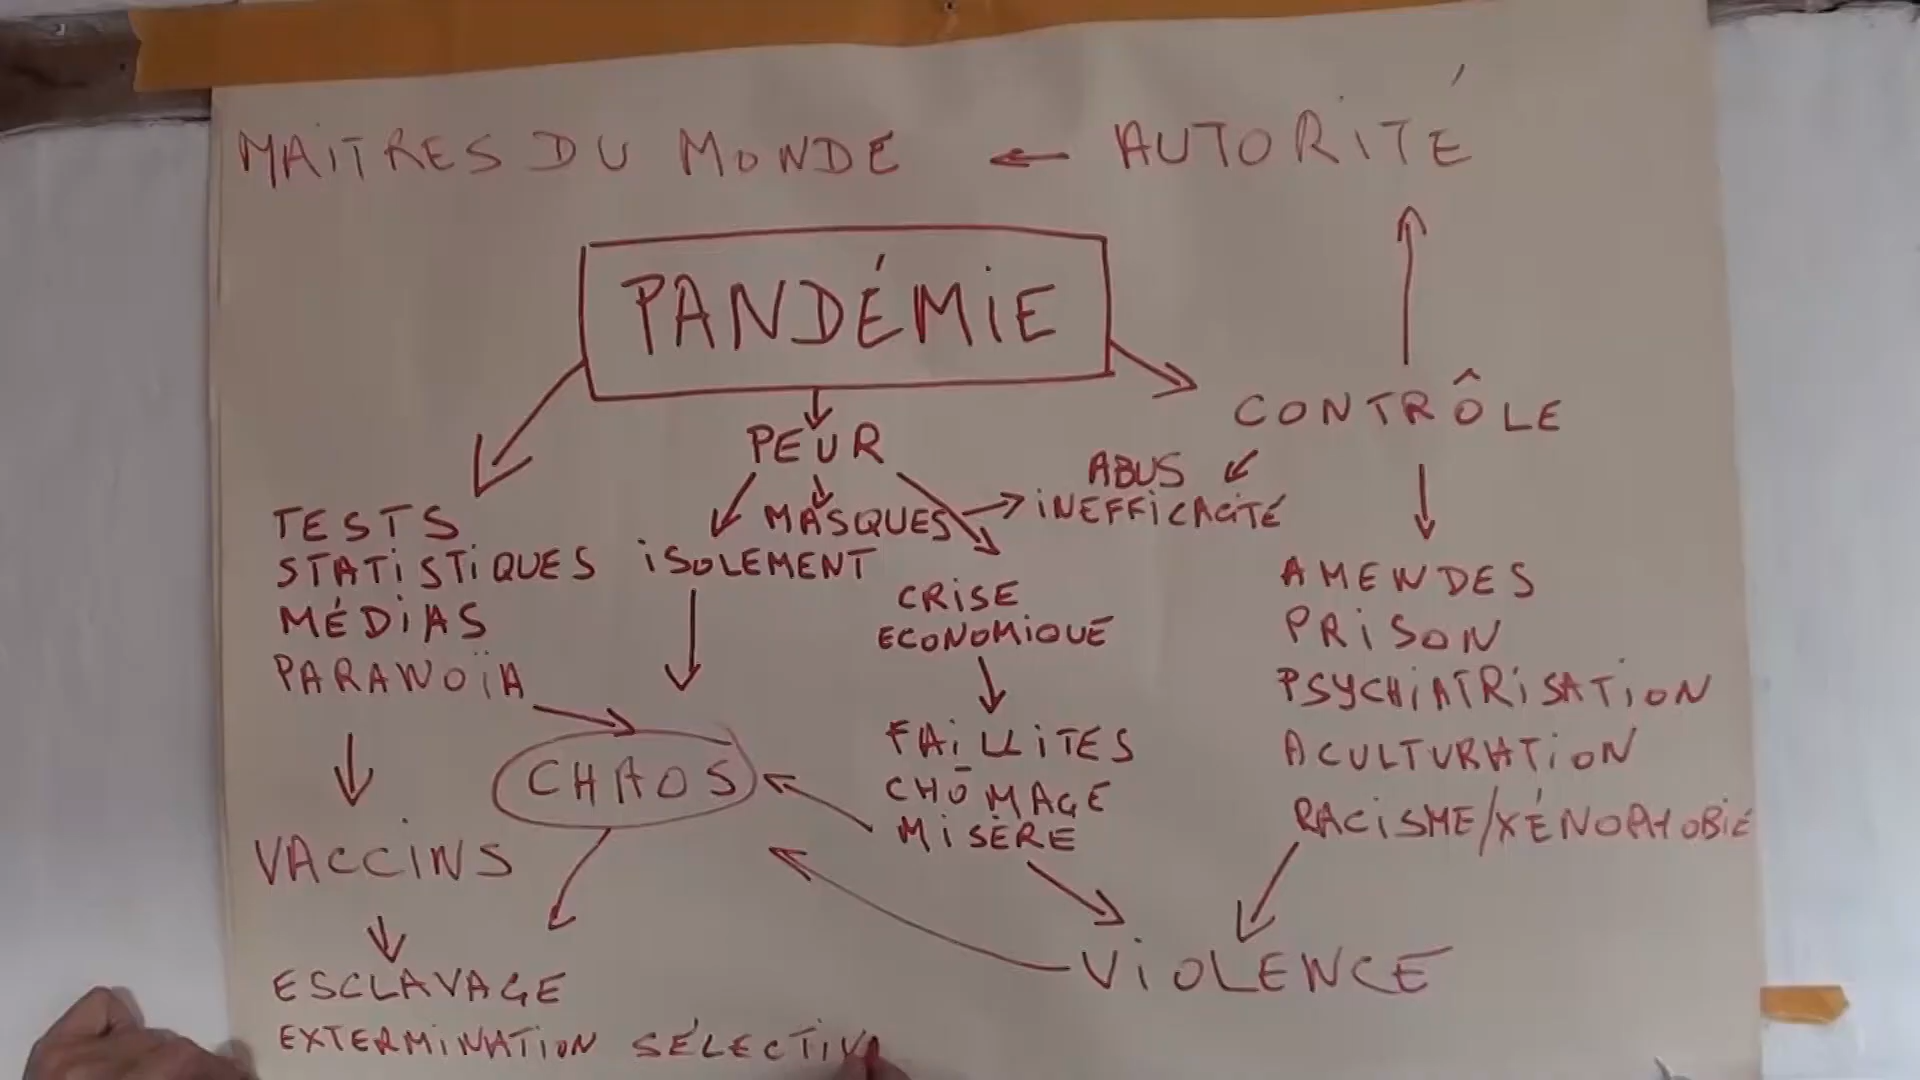 MAITRES DU MONDE ← AUTORITÉ
PANDÉMIE
CONTRÔLE
PEUR
ABUS
MASQUES
INEFFICACITÉ
TESTS
STATISTIQUES
MÉDIAS
PARANOÏA
ISOLEMENT
CRISE
ECONOMIQUE
AMENDES
PRISON
PSYCHIATRISATION
ACULTURATION
RACISME/XÉNOPHOBIE
FAILLITES
CHÔMAGE
MISÈRE
CHAOS
VACCINS
VIOLENCE
ESCLAVAGE
EXTERMINATION SÉLECTIV